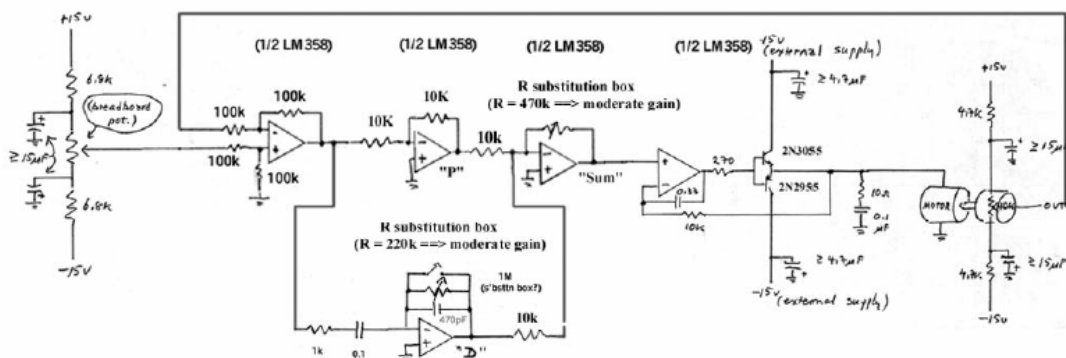 +15V
6.8k
(breadboard
pot.)
≥15µF
6.8k
-15V
(1/2 LM358)
(1/2 LM358)
(1/2 LM358)
(1/2 LM358)
100k
100k
100k
100k
10K
10K
"P"
10k
R substitution box
(R = 470k ==> moderate gain)
"Sum"
R substitution box
(R = 220k ==> moderate gain)
1M
(s'bsttn box?)
470pF
1k
0.1
"D"
10k
0.33
10k
270
(external supply)
≥4.7µF
2N3055
2N2955
≥4.7µF
-15V
(external supply)
10Ω
0.1
µF
MOTOR
OUT
+15V
4.7K
≥15µF
≥15µF
4.7K
-15V